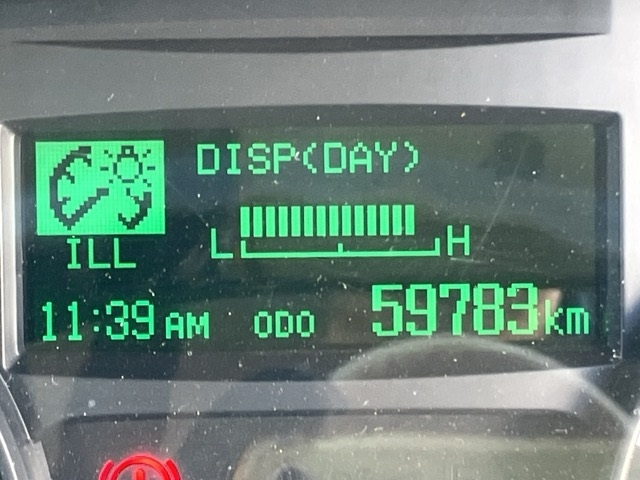 DISP(DAY)
L H
ILL
11:39 AM ODO 59783 km